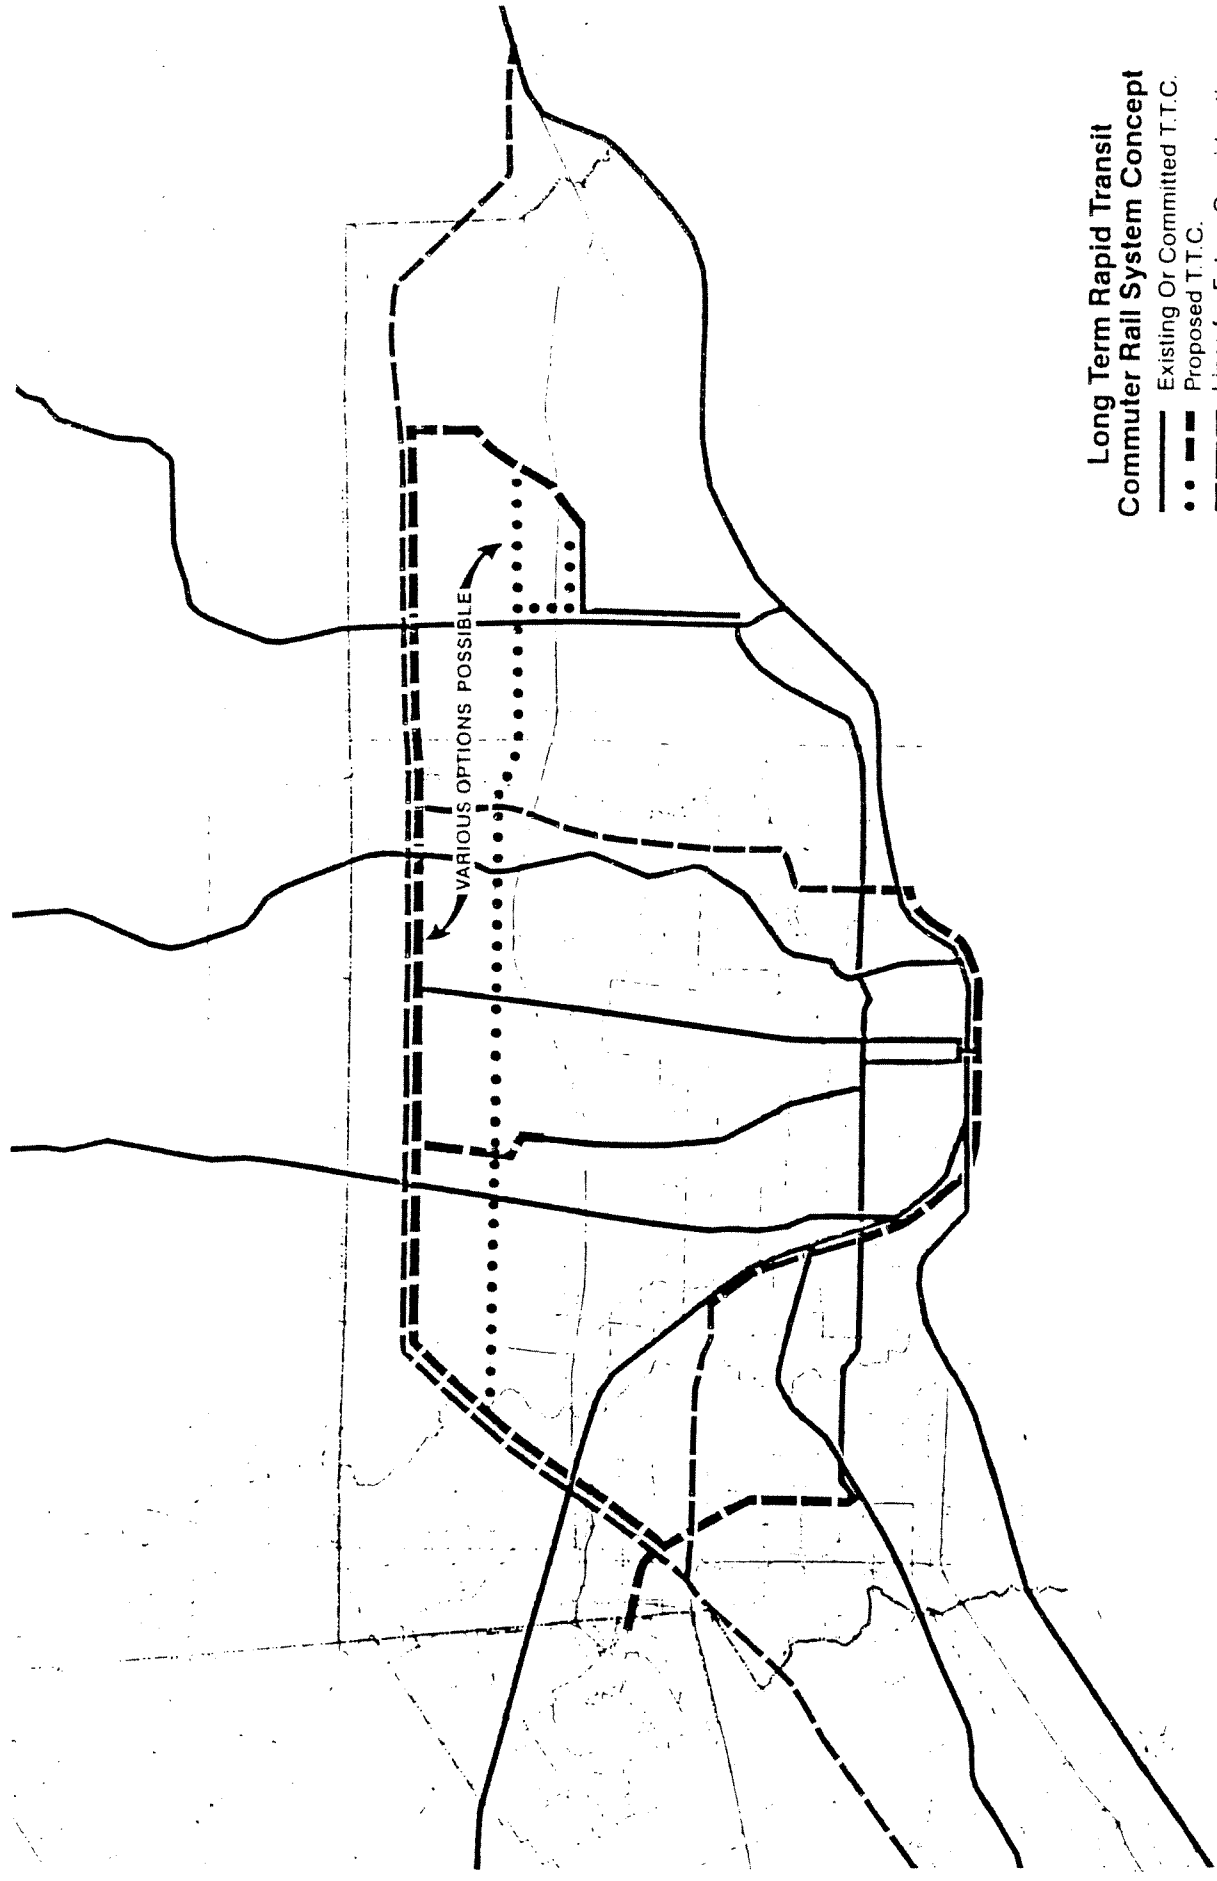 VARIOUS OPTIONS POSSIBLE
Long Term Rapid Transit
Commuter Rail System Concept
Existing Or Committed T.T.C.
Proposed T.T.C.